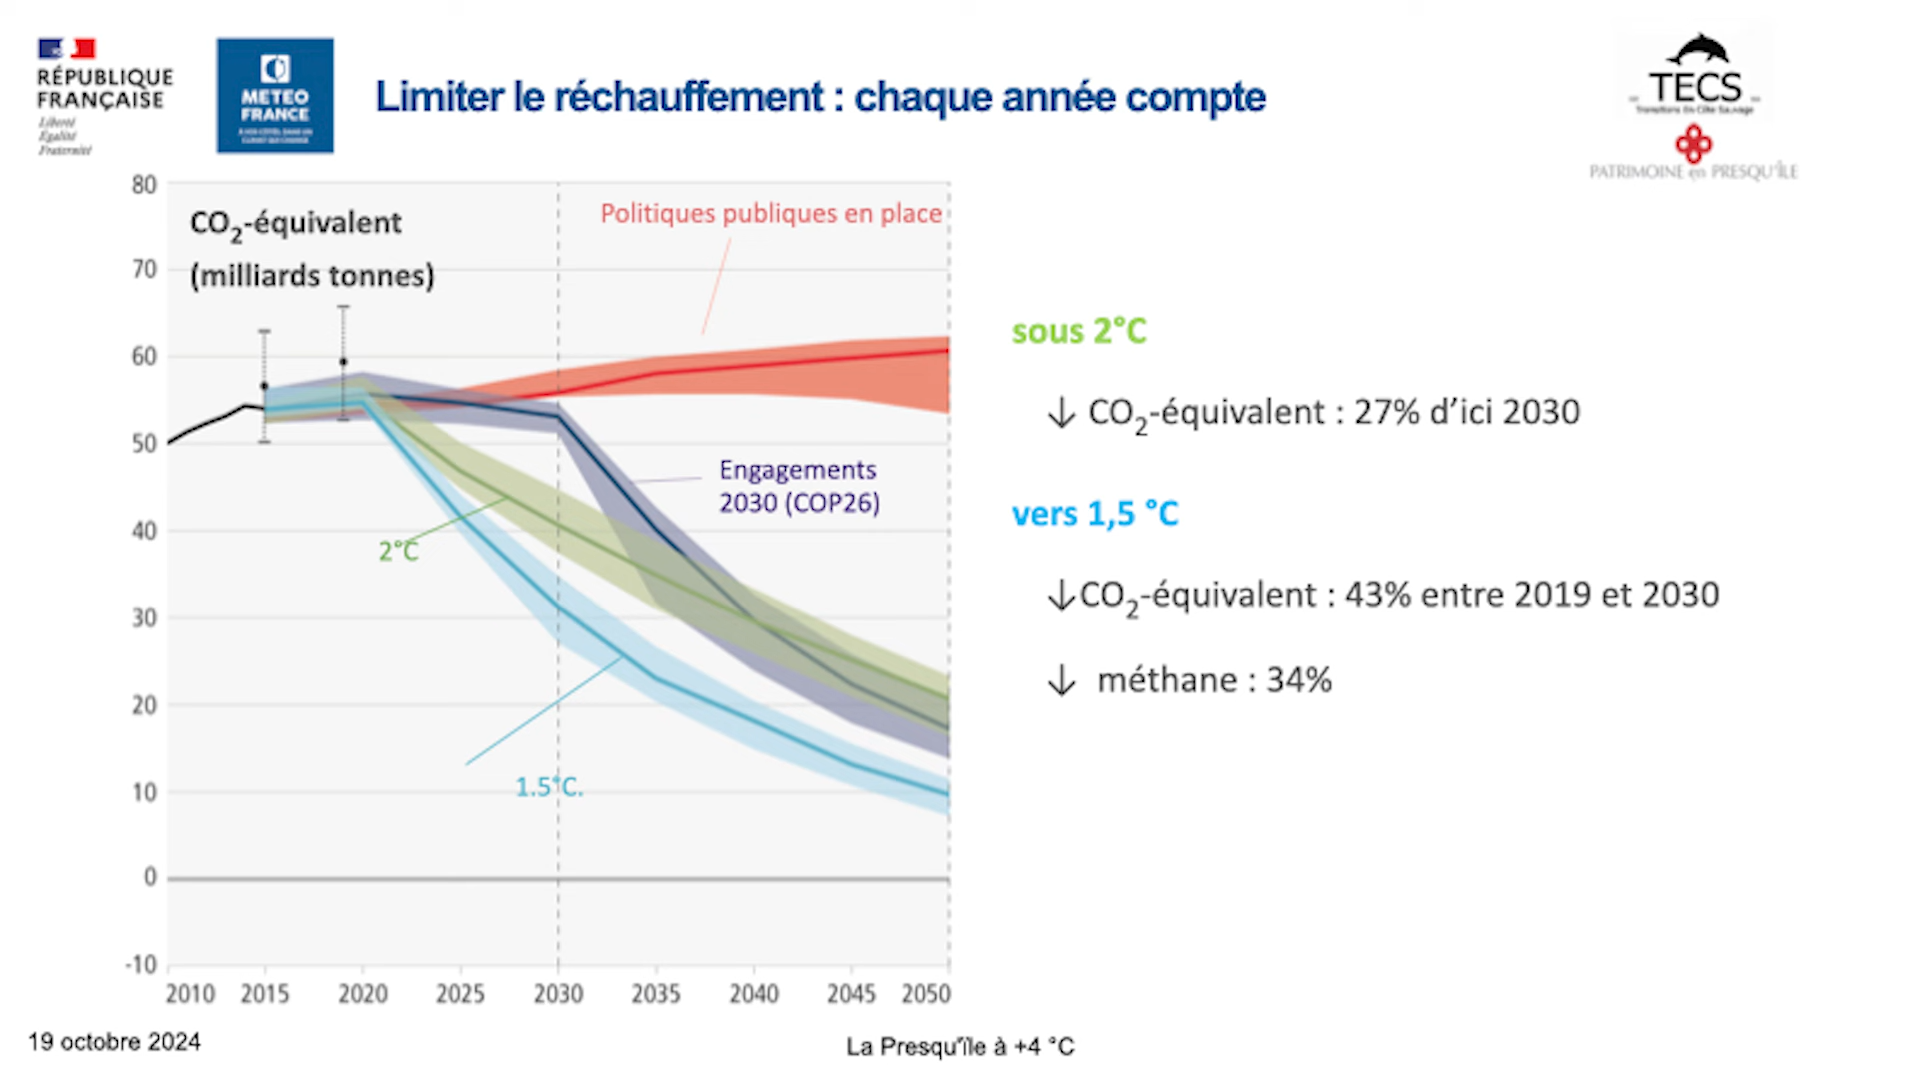 RÉPUBLIQUE
FRANÇAISE
Liberté
Égalité
Fraternité
METEO
FRANCE
Limiter le réchauffement : chaque année compte
TECS
PATRIMOINE en PRESQU'ÎLE
CO2-équivalent
(milliards tonnes)
Politiques publiques en place
Engagements
2030 (COP26)
2°C
1.5°C.
80
70
60
50
40
30
20
10
0
-10
2010 2015 2020 2025 2030 2035 2040 2045 2050
sous 2°C
↓ CO2-équivalent : 27% d’ici 2030
vers 1,5 °C
↓CO2-équivalent : 43% entre 2019 et 2030
↓ méthane : 34%
19 octobre 2024
La Presqu'île à +4 °C